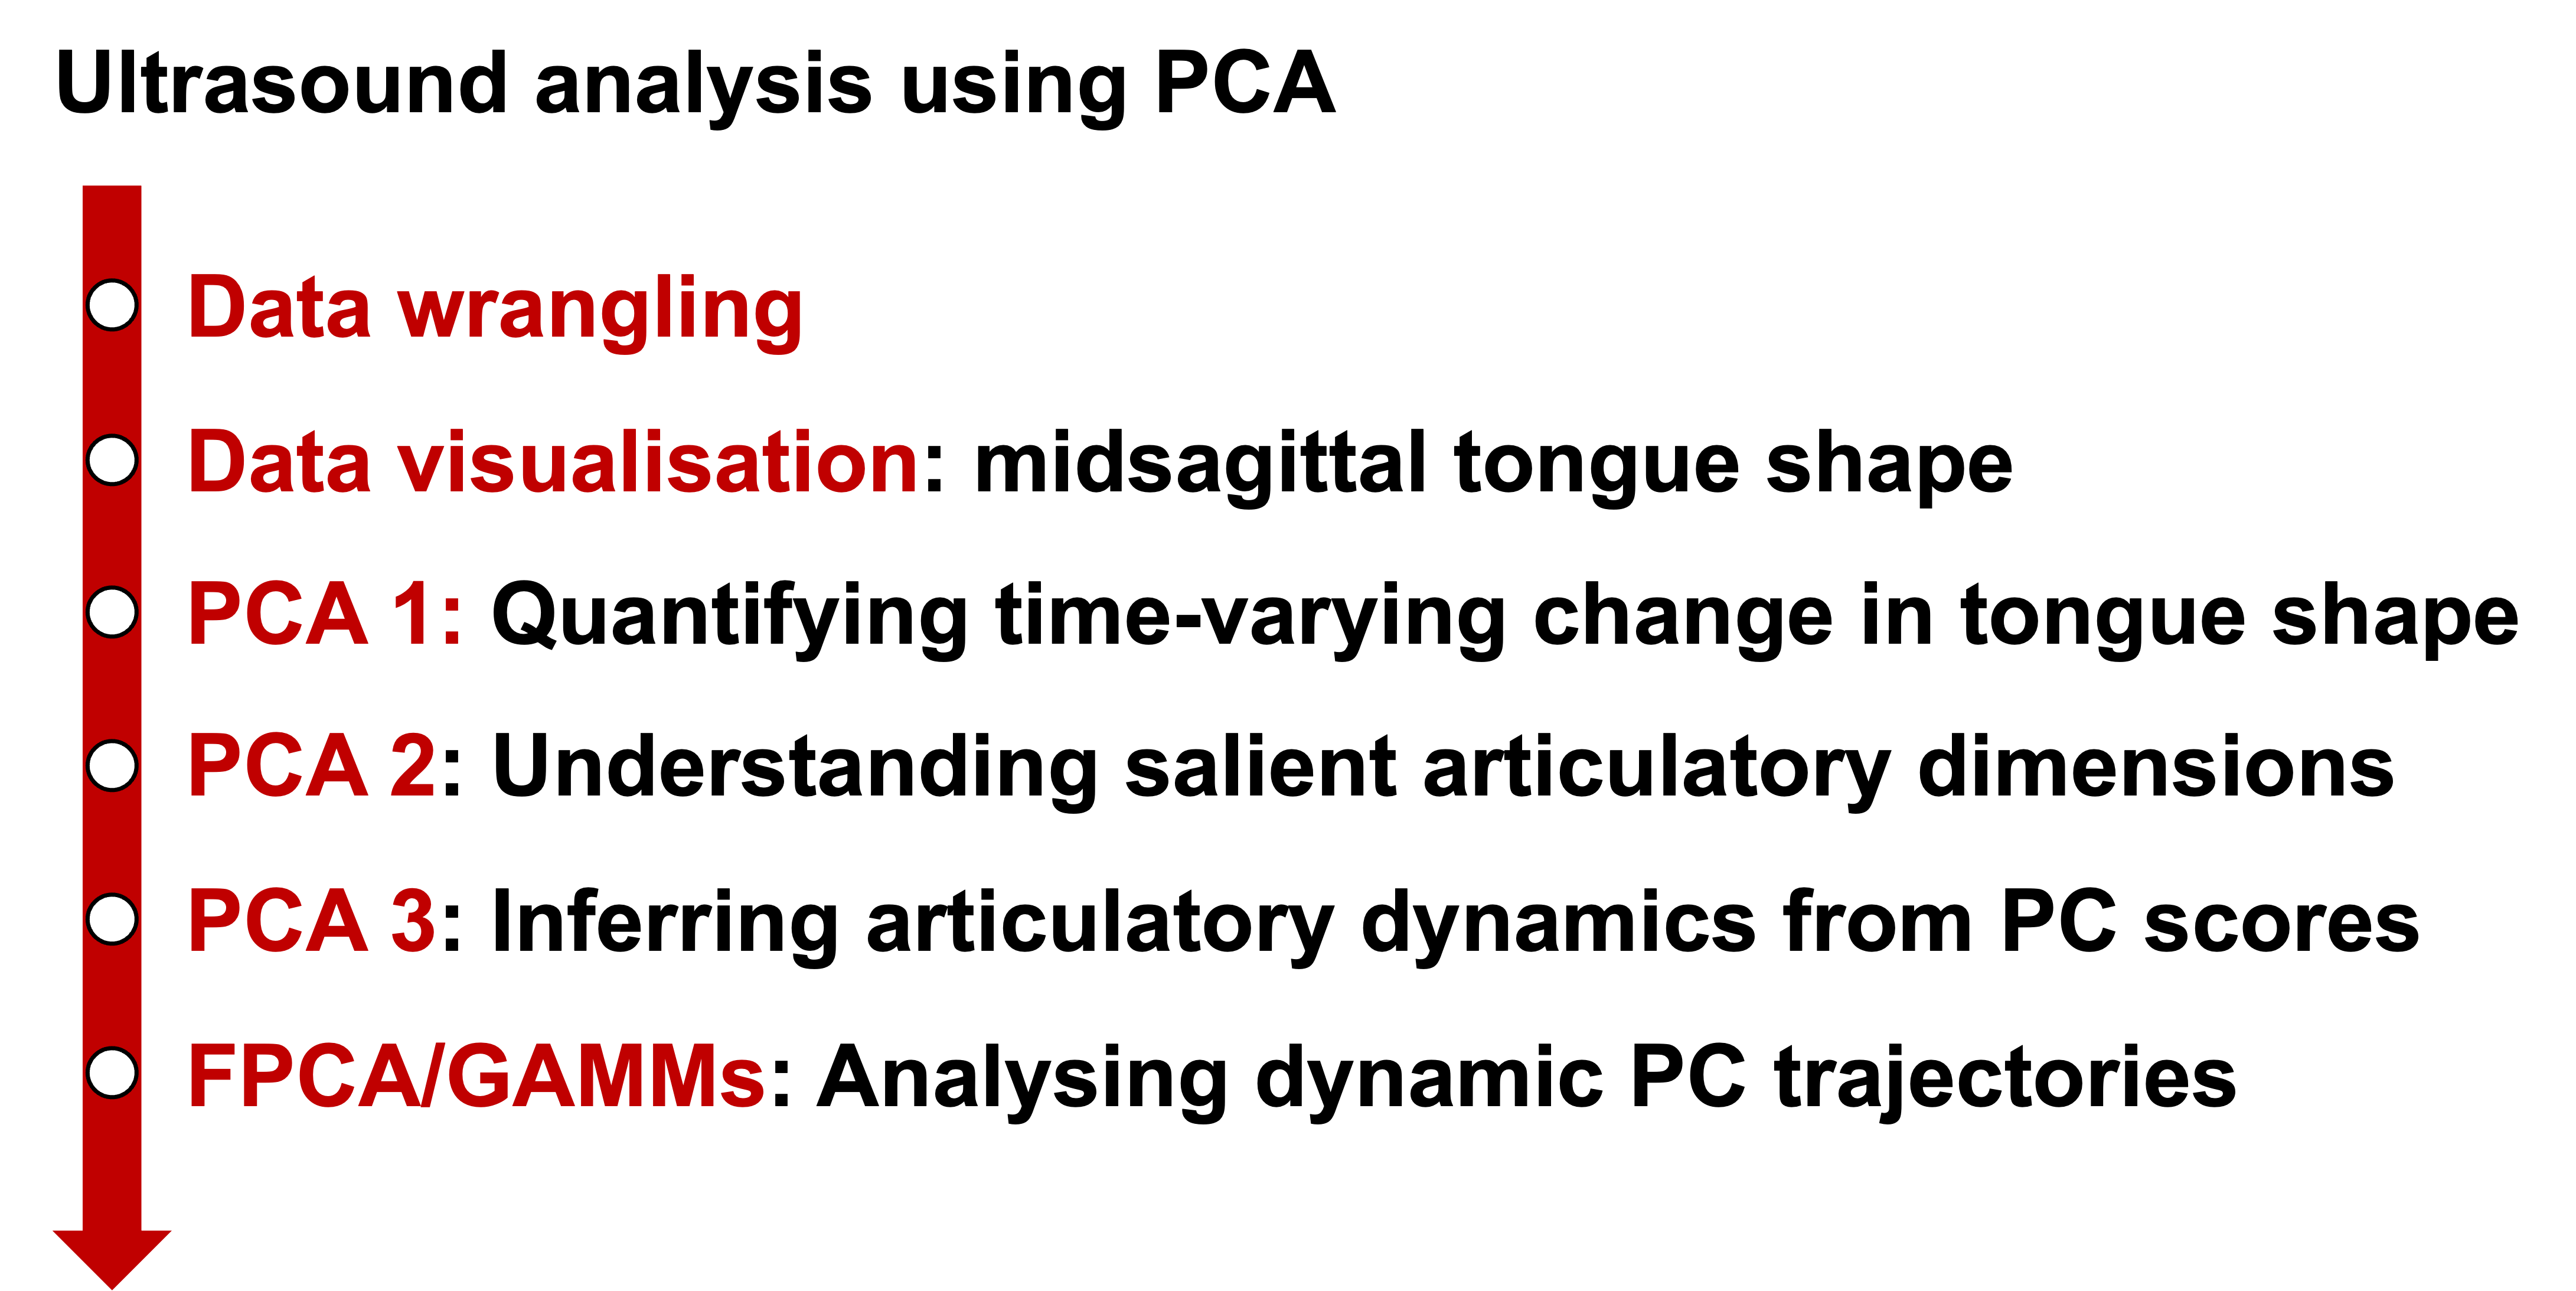 Ultrasound analysis using PCA
Data wrangling
Data visualisation: midsagittal tongue shape
PCA 1: Quantifying time-varying change in tongue shape
PCA 2: Understanding salient articulatory dimensions
PCA 3: Inferring articulatory dynamics from PC scores
FPCA/GAMMs: Analysing dynamic PC trajectories